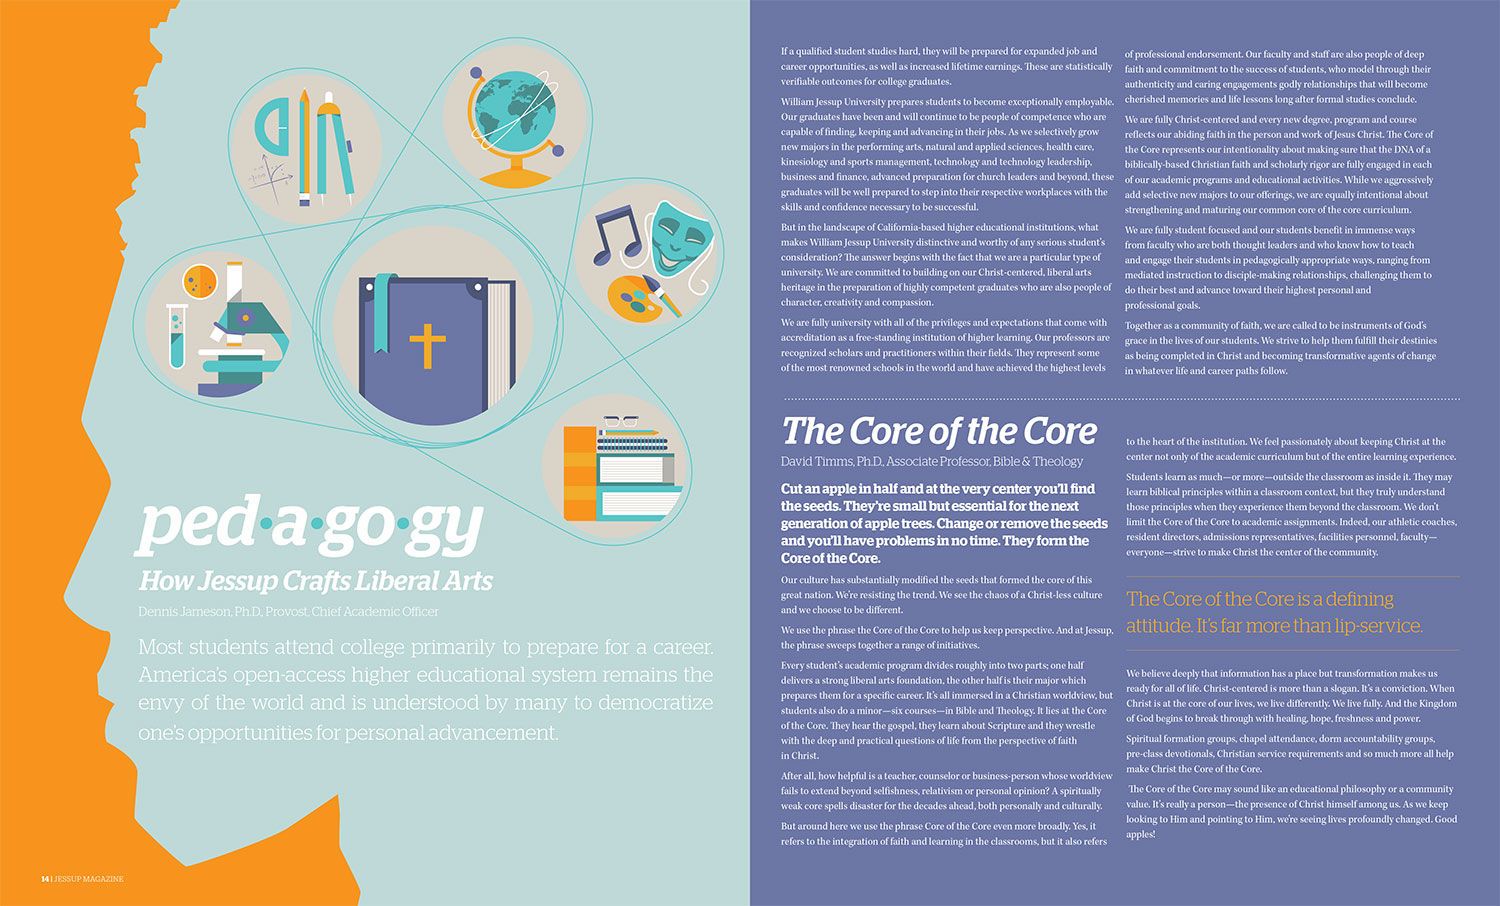 ped·a·go·gy
How Jessup Crafts Liberal Arts
Dennis Jameson, Ph.D, Provost, Chief Academic Officer
Most students attend college primarily to prepare for a career.
America's open-access higher educational system remains the
envy of the world and is understood by many to democratize
one's opportunities for personal advancement.
14 | JESSUP MAGAZINE
If a qualified student studies hard, they will be prepared for expanded job and
career opportunities, as well as increased lifetime earnings. These are statistically
verifiable outcomes for college graduates.
William Jessup University prepares students to become exceptionally employable.
Our graduates have been and will continue to be people of competence who are
capable of finding, keeping and advancing in their jobs. As we selectively grow
new majors in the performing arts, natural and applied sciences, health care,
kinesiology and sports management, technology and technology leadership,
business and finance, advanced preparation for church leaders and beyond, these
graduates will be well prepared to step into their respective workplaces with the
skills and confidence necessary to be successful.
But in the landscape of California-based higher educational institutions, what
makes William Jessup University distinctive and worthy of any serious student's
consideration? The answer begins with the fact that we are a particular type of
university. We are committed to building on our Christ-centered, liberal arts
heritage in the preparation of highly competent graduates who are also people of
character, creativity and compassion.
We are fully university with all of the privileges and expectations that come with
accreditation as a free-standing institution of higher learning. Our professors are
recognized scholars and practitioners within their fields. They represent some
of the most renowned schools in the world and have achieved the highest levels
of professional endorsement. Our faculty and staff are also people of deep
faith and commitment to the success of students, who model through their
authenticity and caring engagements godly relationships that will become
cherished memories and life lessons long after formal studies conclude.
We are fully Christ-centered and every new degree, program and course
reflects our abiding faith in the person and work of Jesus Christ. The Core of
the Core represents our intentionality about making sure that the DNA of a
biblically-based Christian faith and scholarly rigor are fully engaged in each
of our academic programs and educational activities. While we aggressively
add selective new majors to our offerings, we are equally intentional about
strengthening and maturing our common core of the core curriculum.
We are fully student focused and our students benefit in immense ways
from faculty who are both thought leaders and who know how to teach
and engage their students in pedagogically appropriate ways, ranging from
mediated instruction to disciple-making relationships, challenging them to
do their best and advance toward their highest personal and
professional goals.
Together as a community of faith, we are called to be instruments of God's
grace in the lives of our students. We strive to help them fulfill their destinies
as being completed in Christ and becoming transformative agents of change
in whatever life and career paths follow.
The Core of the Core
David Timms, Ph.D., Associate Professor, Bible & Theology
Cut an apple in half and at the very center you'll find
the seeds. They're small but essential for the next
generation of apple trees. Change or remove the seeds
and you'll have problems in no time. They form the
Core of the Core.
Our culture has substantially modified the seeds that formed the core of this
great nation. We're resisting the trend. We see the chaos of a Christ-less culture
and we choose to be different.
We use the phrase the Core of the Core to help us keep perspective. And at Jessup,
the phrase sweeps together a range of initiatives.
Every student's academic program divides roughly into two parts; one half
delivers a strong liberal arts foundation, the other half is their major which
prepares them for a specific career. It's all immersed in a Christian worldview, but
students also do a minor—six courses—in Bible and Theology. It lies at the Core
of the Core. They hear the gospel, they learn about Scripture and they wrestle
with the deep and practical questions of life from the perspective of faith
in Christ.
After all, how helpful is a teacher, counselor or business-person whose worldview
fails to extend beyond selfishness, relativism or personal opinion? A spiritually
weak core spells disaster for the decades ahead, both personally and culturally.
But around here we use the phrase Core of the Core even more broadly. Yes, it
refers to the integration of faith and learning in the classrooms, but it also refers
to the heart of the institution. We feel passionately about keeping Christ at the
center not only of the academic curriculum but of the entire learning experience.
Students learn as much—or more—outside the classroom as inside it. They may
learn biblical principles within a classroom context, but they truly understand
those principles when they experience them beyond the classroom. We don't
limit the Core of the Core to academic assignments. Indeed, our athletic coaches,
resident directors, admissions representatives, facilities personnel, faculty—
everyone—strive to make Christ the center of the community.
The Core of the Core is a defining
attitude. It's far more than lip-service.
We believe deeply that information has a place but transformation makes us
ready for all of life. Christ-centered is more than a slogan. It's a conviction. When
Christ is at the core of our lives, we live differently. We live fully. And the Kingdom
of God begins to break through with healing, hope, freshness and power.
Spiritual formation groups, chapel attendance, dorm accountability groups,
pre-class devotionals, Christian service requirements and so much more all help
make Christ the Core of the Core.
The Core of the Core may sound like an educational philosophy or a community
value. It's really a person—the presence of Christ himself among us. As we keep
looking to Him and pointing to Him, we're seeing lives profoundly changed. Good
apples!